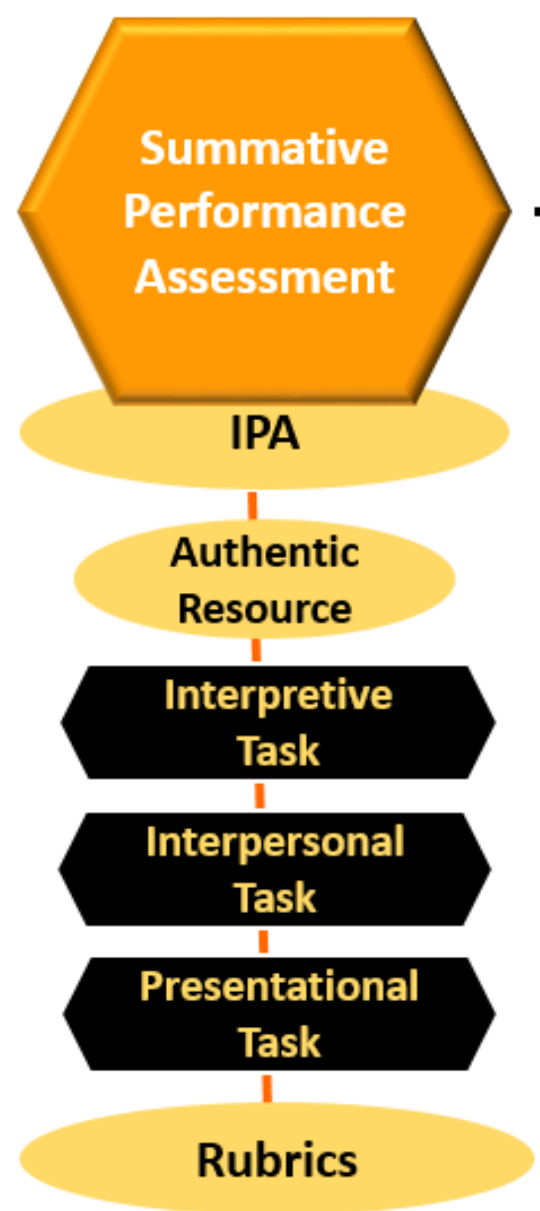 Summative
Performance
Assessment
IPA
Authentic
Resource
Interpretive
Task
Interpersonal
Task
Presentational
Task
Rubrics